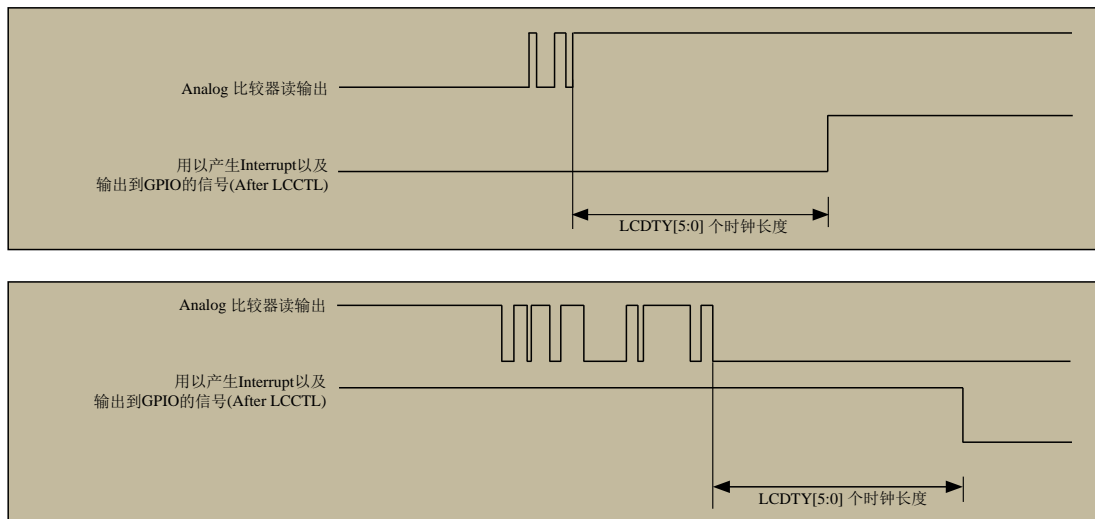 Analog 比较器读输出
用以产生Interrupt以及
输出到GPIO的信号(After LCCTL)
LCDTY[5:0] 个时钟长度
Analog 比较器读输出
用以产生Interrupt以及
输出到GPIO的信号(After LCCTL)
LCDTY[5:0] 个时钟长度